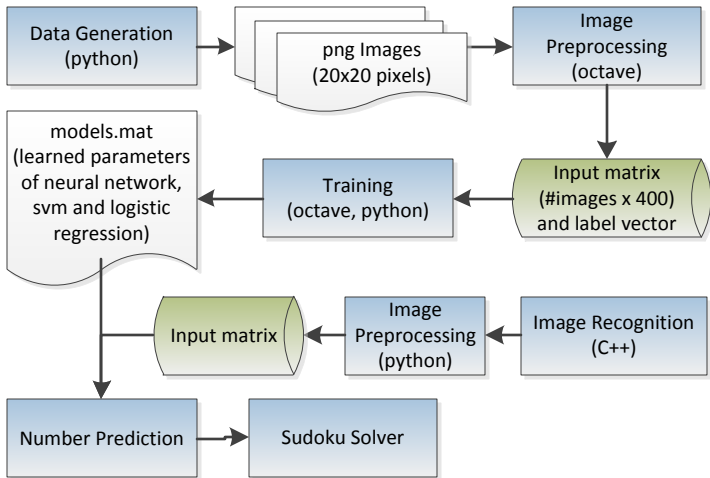 Data Generation
(python)
png Images
(20x20 pixels)
Image
Preprocessing
(octave)
models.mat
(learned parameters
of neural network,
svm and logistic
regression)
Training
(octave, python)
Input matrix
(#images x 400)
and label vector
Input matrix
Image
Preprocessing
(python)
Image Recognition
(C++)
Number Prediction
Sudoku Solver